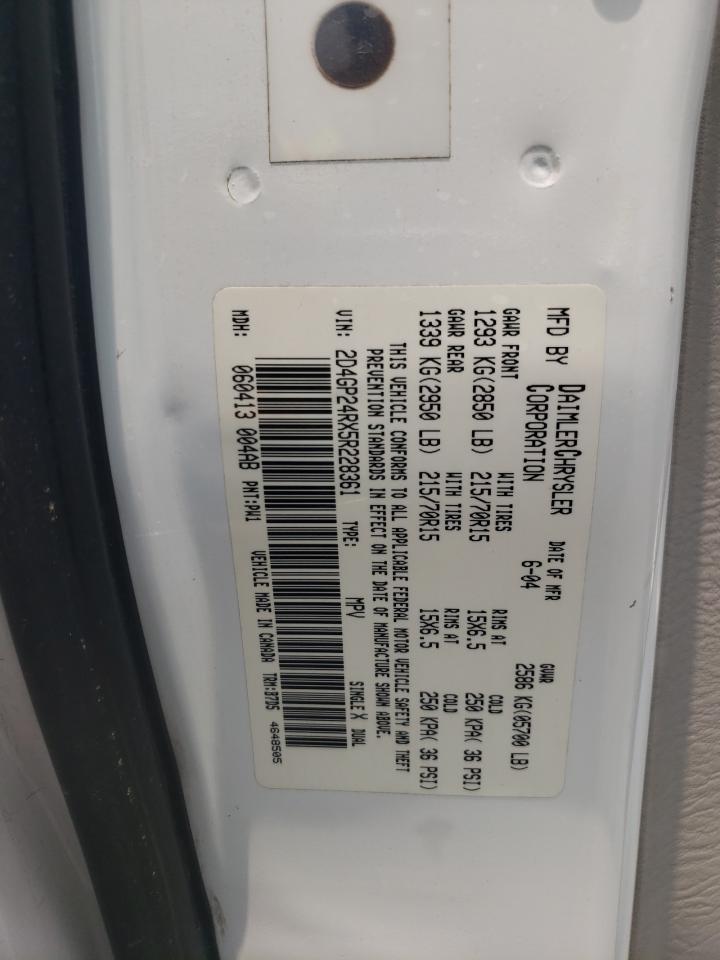 MFD BY DAIMLERCHRYSLER CORPORATION DATE OF MFR 6-04 GVWR 2586 KG(05700 LB)
GAWR FRONT WITH TIRES RIMS AT COLD
1293 KG(2850 LB) 215/70R15 15X6.5 250 KPA( 36 PSI)
GAWR REAR WITH TIRES RIMS AT COLD
1339 KG(2950 LB) 215/70R15 15X6.5 250 KPA( 36 PSI)
THIS VEHICLE CONFORMS TO ALL APPLICABLE FEDERAL MOTOR VEHICLE SAFETY AND THEFT
PREVENTION STANDARDS IN EFFECT ON THE DATE OF MANUFACTURE SHOWN ABOVE.
VIN: 2D4GP24RX5R228361 TYPE: MPV SINGLE X DUAL
MDH: 060413 004AB PNT:PW1 VEHICLE MADE IN CANADA TRM:B7D5 4648505